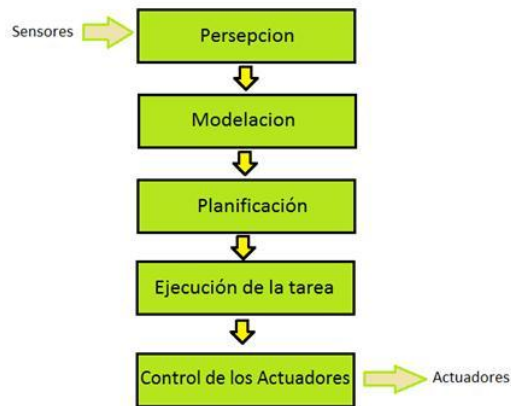 Sensores
Persepcion
Modelacion
Planificación
Ejecución de la tarea
Control de los Actuadores
Actuadores